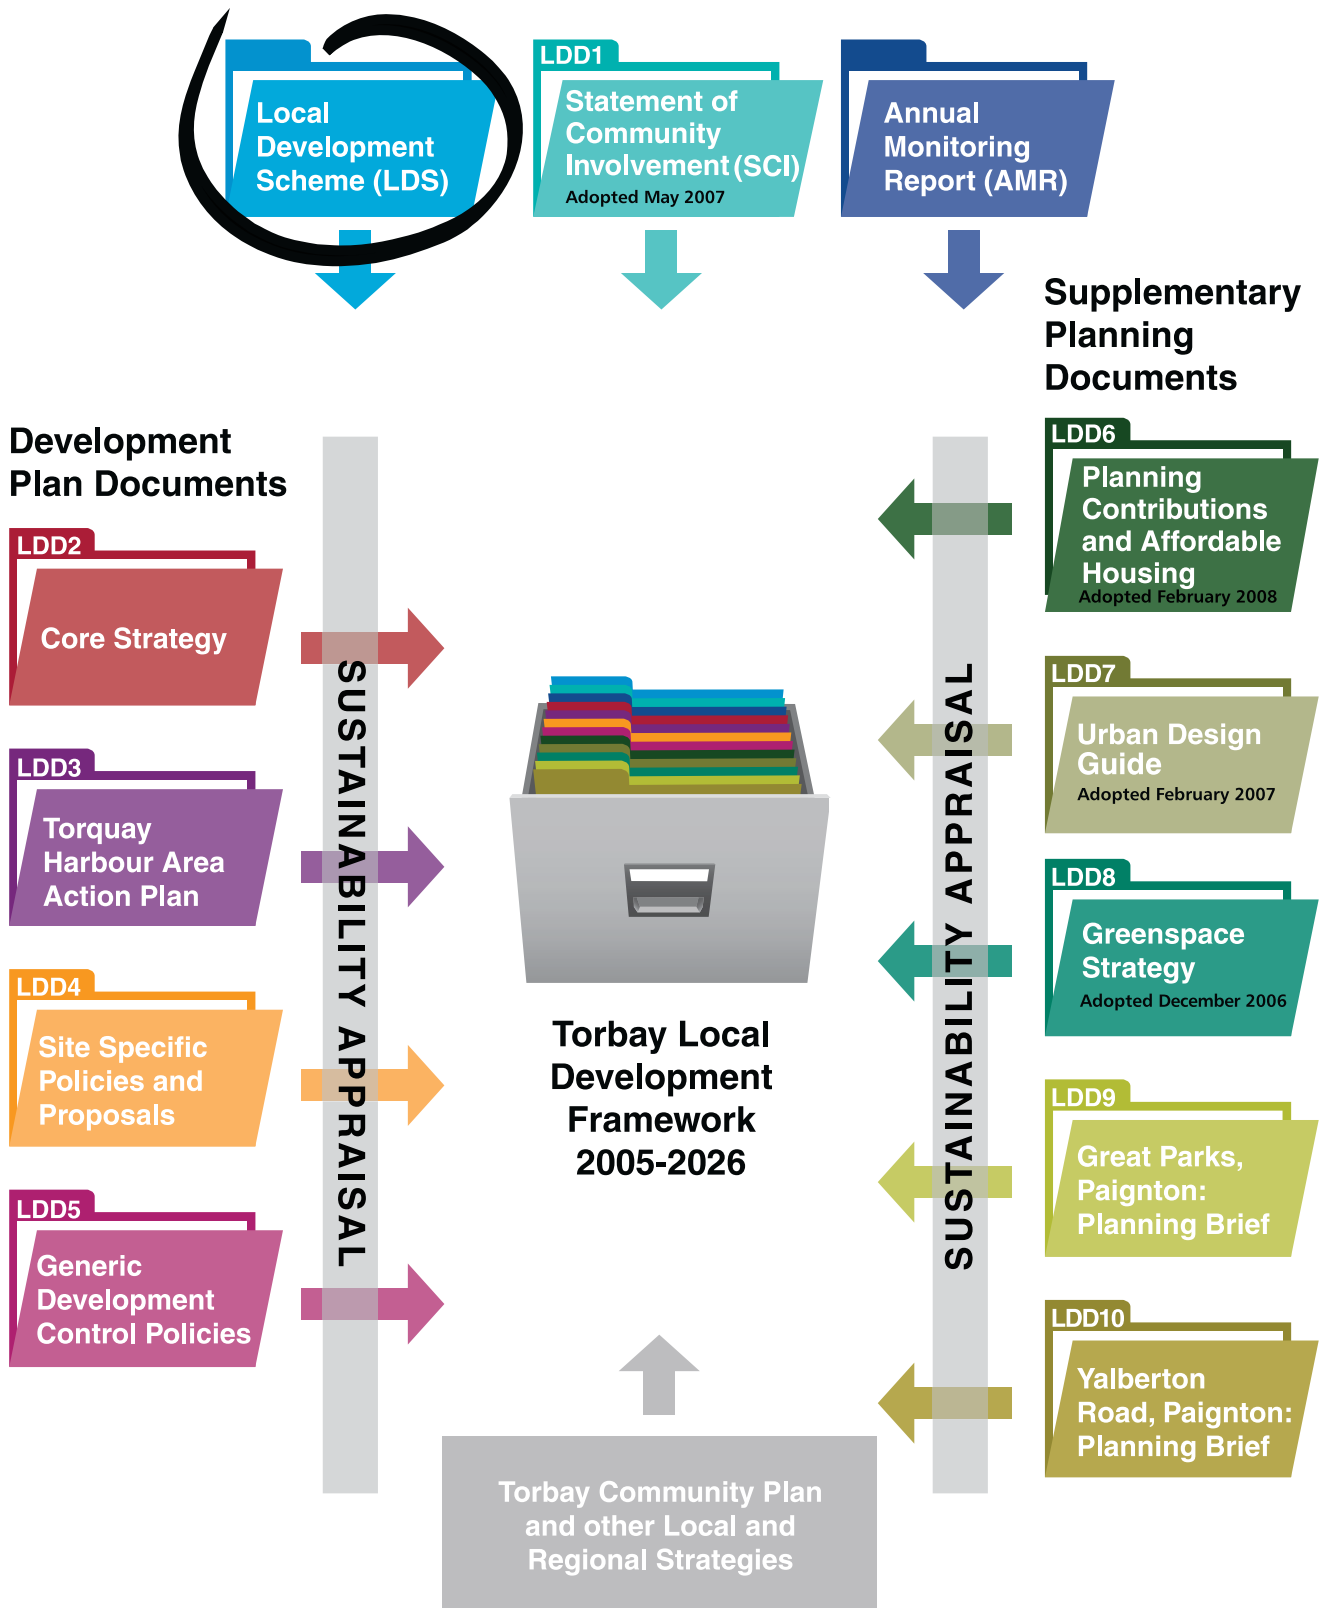 Local
Development
Scheme (LDS)
LDD1
Statement of
Community
Involvement (SCI)
Adopted May 2007
Annual
Monitoring
Report (AMR)
Supplementary
Planning
Documents
Development
Plan Documents
LDD2
Core Strategy
LDD3
Torquay
Harbour Area
Action Plan
LDD4
Site Specific
Policies and
Proposals
LDD5
Generic
Development
Control Policies
SUSTAINABILITY APPRAISAL
Torbay Local
Development
Framework
2005-2026
SUSTAINABILITY APPRAISAL
LDD6
Planning
Contributions
and Affordable
Housing
Adopted February 2008
LDD7
Urban Design
Guide
Adopted February 2007
LDD8
Greenspace
Strategy
Adopted December 2006
LDD9
Great Parks,
Paignton:
Planning Brief
LDD10
Yalberton
Road, Paignton:
Planning Brief
Torbay Community Plan
and other Local and
Regional Strategies